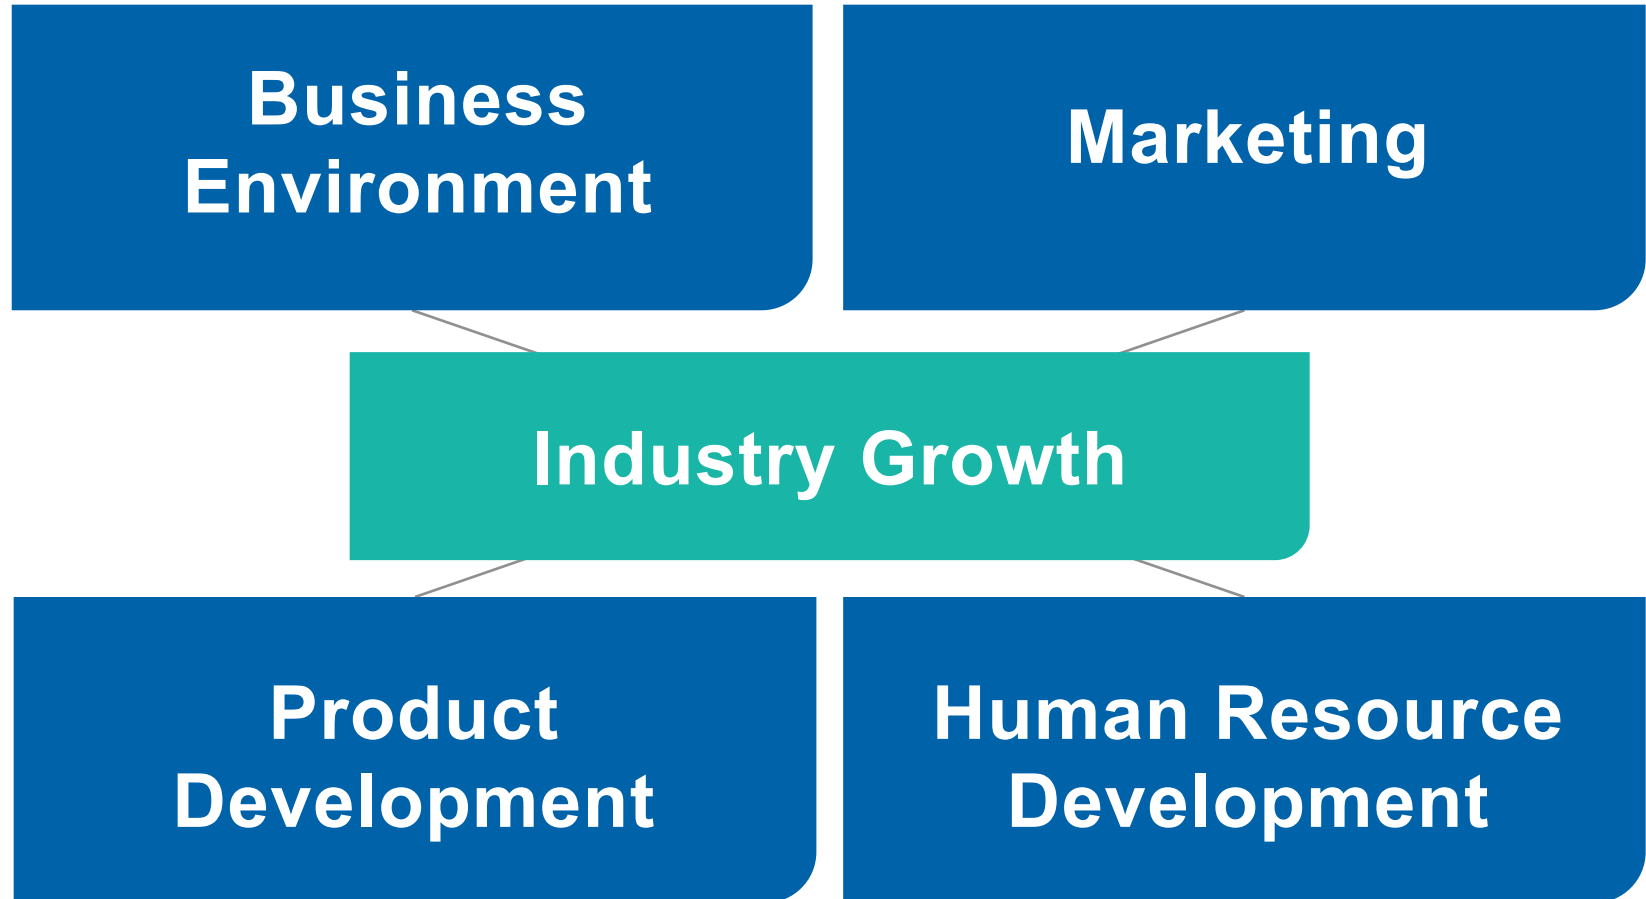 Business
Environment
Marketing
Industry Growth
Product
Development
Human Resource
Development